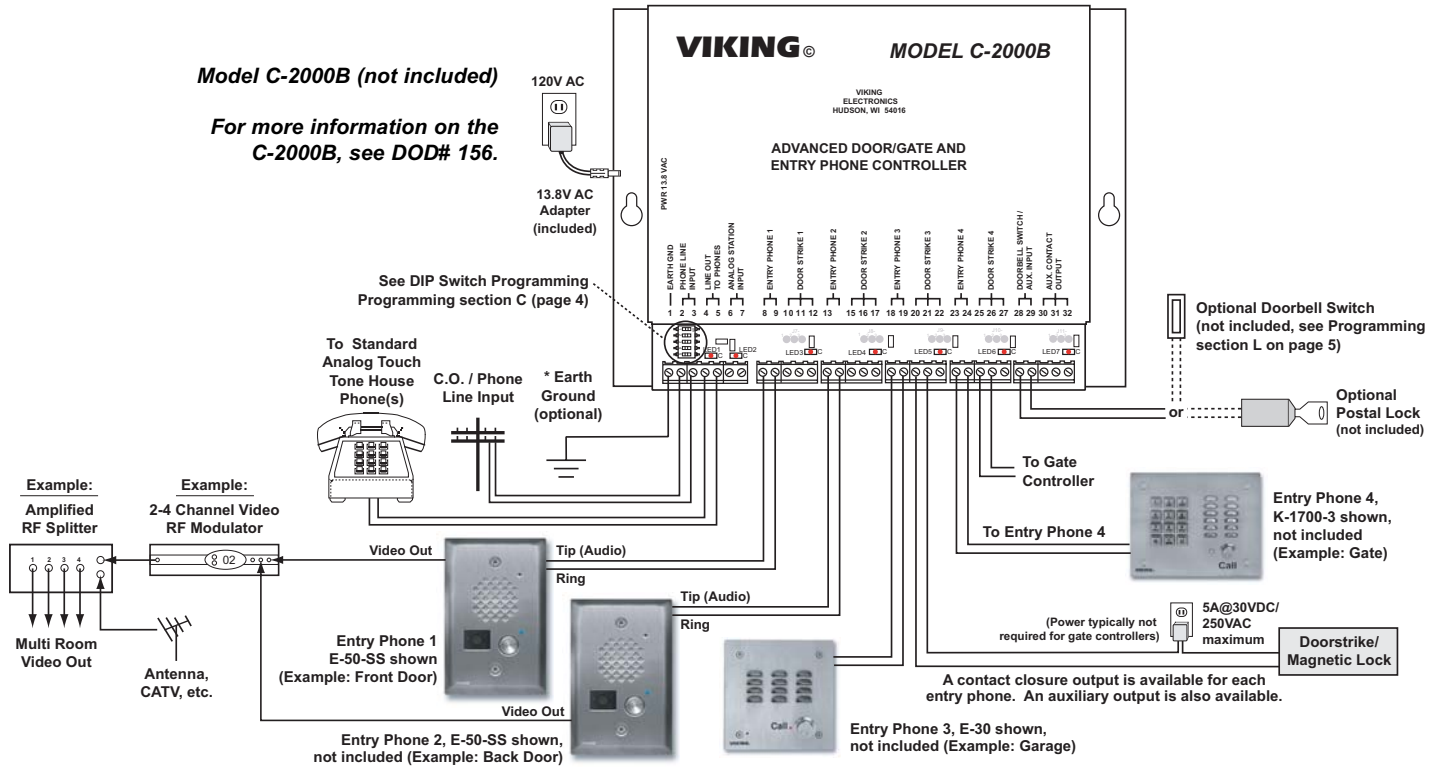 VIKING©
MODEL C-2000B
VIKING
ELECTRONICS
HUDSON, WI 54016
ADVANCED DOOR/GATE AND
ENTRY PHONE CONTROLLER
Model C-2000B (not included)
For more information on the
C-2000B, see DOD# 156.
120V AC
13.8V AC
Adapter
(included)
PWR 13.8 VAC
EARTH GND
PHONE LINE
INPUT
LINE OUT
TO PHONES
ANALOG STATION
INPUT
ENTRY PHONE 1
DOOR STRIKE 1
ENTRY PHONE 2
DOOR STRIKE 2
ENTRY PHONE 3
DOOR STRIKE 3
ENTRY PHONE 4
DOOR STRIKE 4
DOORBELL SWITCH /
AUX. INPUT
AUX. CONTACT
OUTPUT
1 2 3 4 5 6 7 8 9 10 11 12 13 15 16 17 18 19 20 21 22 23 24 25 26 27 28 29 30 31 32
LED1 C LED2 C LED3 C LED4 C LED5 C LED6 C LED7 C
See DIP Switch Programming
Programming section C (page 4)
To Standard
Analog Touch
Tone House
Phone(s)
C.O. / Phone
Line Input
* Earth
Ground
(optional)
Optional Doorbell Switch
(not included, see Programming
section L on page 5)
or
Optional
Postal Lock
(not included)
To Gate
Controller
To Entry Phone 4
Entry Phone 4,
K-1700-3 shown,
not included
(Example: Gate)
Call
VIKING
Example:
Amplified
RF Splitter
1 2 3 4
Example:
2-4 Channel Video
RF Modulator
02
Video Out
Tip (Audio)
Ring
Tip (Audio)
Ring
Multi Room
Video Out
Antenna,
CATV, etc.
Entry Phone 1
E-50-SS shown
(Example: Front Door)
Video Out
Entry Phone 2, E-50-SS shown,
not included (Example: Back Door)
Call
VIKING
Entry Phone 3, E-30 shown,
not included (Example: Garage)
(Power typically not
required for gate controllers)
5A@30VDC/
250VAC
maximum
Doorstrike/
Magnetic Lock
A contact closure output is available for each
entry phone. An auxiliary output is also available.